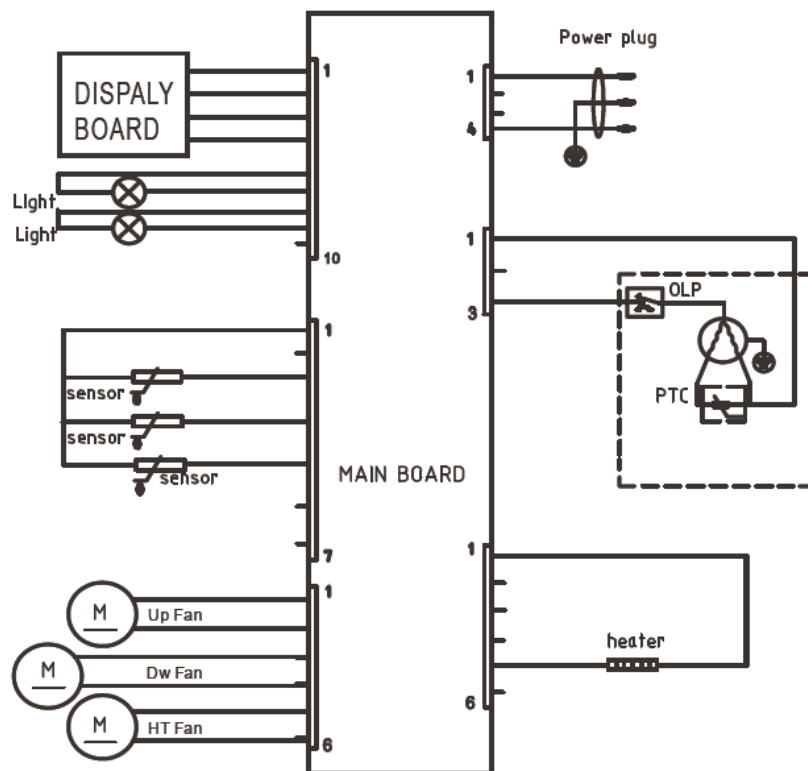 DISPALY
BOARD
Light
Light
1
10
sensor
sensor
sensor
1
7
M
Up Fan
M
Dw Fan
M
HT Fan
1
6
MAIN BOARD
Power plug
1
4
1
3
OLP
PTC
1
6
heater